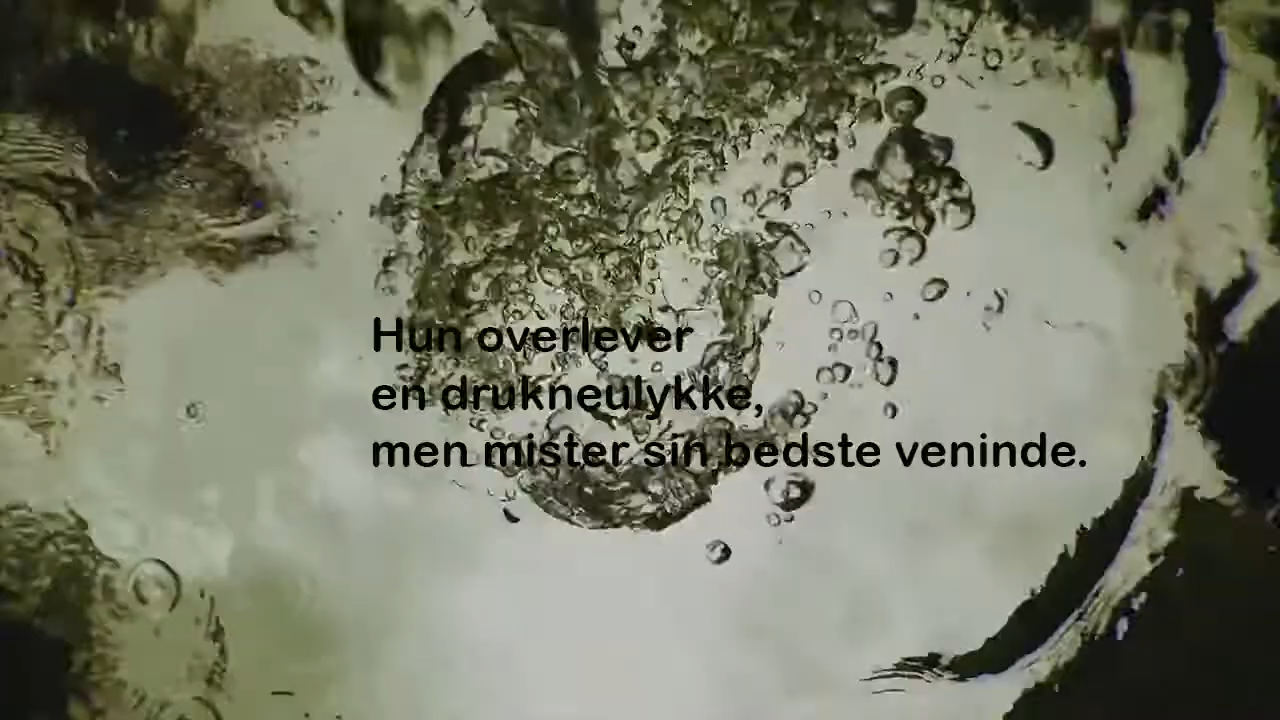 Hun overlever
en drukneulykke,
men mister sin bedste veninde.